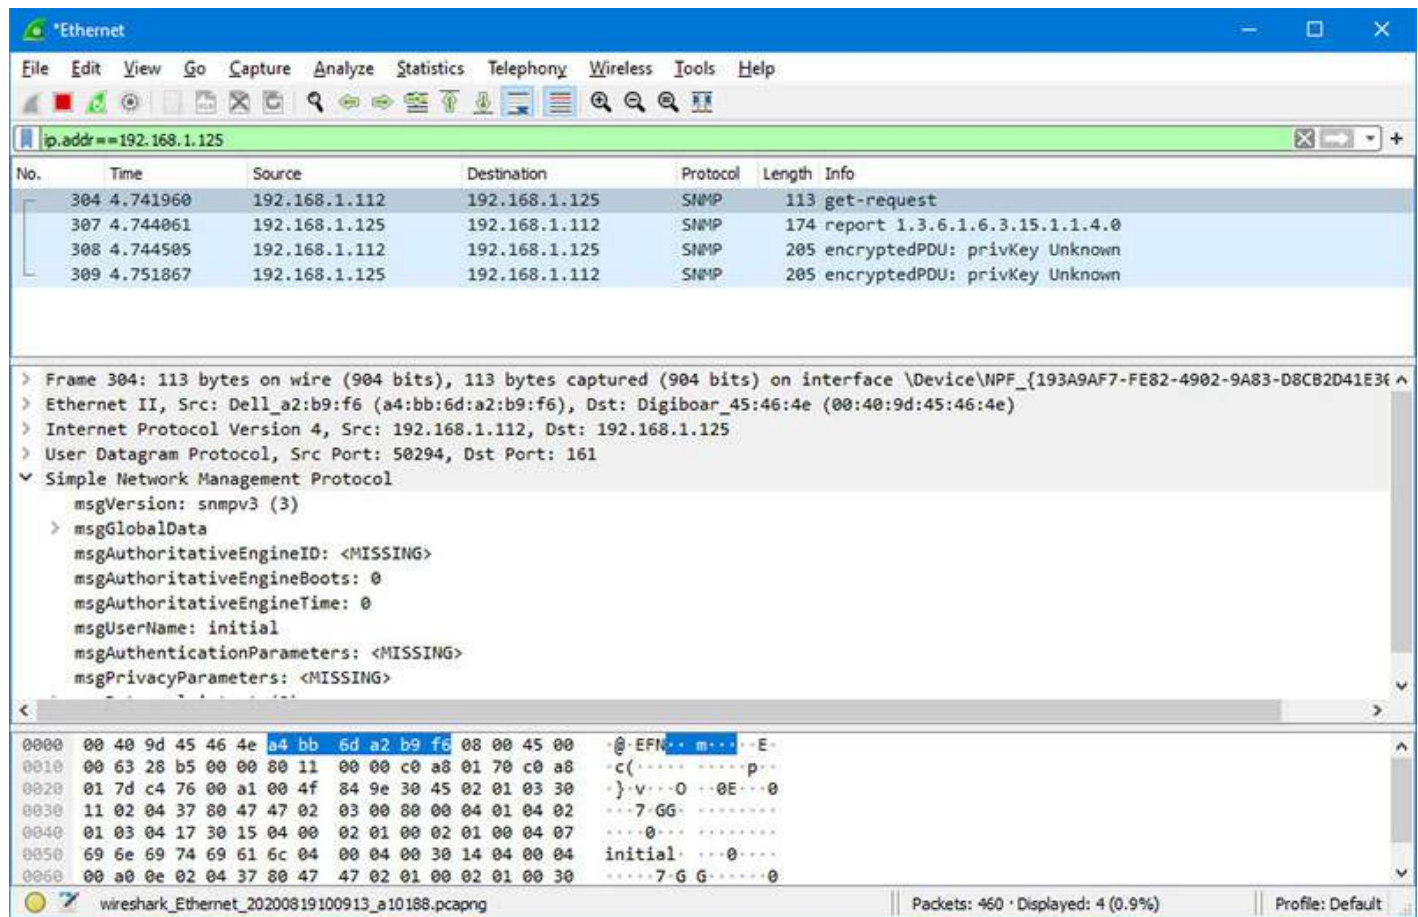 *Ethernet
File Edit View Go Capture Analyze Statistics Telephony Wireless Tools Help
ip.addr==192.168.1.125
No. Time Source Destination Protocol Length Info
304 4.741960 192.168.1.112 192.168.1.125 SNMP 113 get-request
307 4.744061 192.168.1.125 192.168.1.112 SNMP 174 report 1.3.6.1.6.3.15.1.1.4.0
308 4.744505 192.168.1.112 192.168.1.125 SNMP 205 encryptedPDU: privKey Unknown
309 4.751867 192.168.1.125 192.168.1.112 SNMP 205 encryptedPDU: privKey Unknown
> Frame 304: 113 bytes on wire (904 bits), 113 bytes captured (904 bits) on interface \Device\NPF_{193A9AF7-FE82-4902-9A83-D8CB2D41E3
> Ethernet II, Src: Dell_a2:b9:f6 (a4:bb:6d:a2:b9:f6), Dst: Digiboar_45:46:4e (00:40:9d:45:46:4e)
> Internet Protocol Version 4, Src: 192.168.1.112, Dst: 192.168.1.125
> User Datagram Protocol, Src Port: 50294, Dst Port: 161
Simple Network Management Protocol
msgVersion: snmpv3 (3)
> msgGlobalData
msgAuthoritativeEngineID: <MISSING>
msgAuthoritativeEngineBoots: 0
msgAuthoritativeEngineTime: 0
msgUserName: initial
msgAuthenticationParameters: <MISSING>
msgPrivacyParameters: <MISSING>
0000 00 40 9d 45 46 4e a4 bb 6d a2 b9 f6 08 00 45 00 ·@·EFN·· m·····E·
0010 00 63 28 b5 00 00 80 11 00 00 c0 a8 01 70 c0 a8 ·c(····· ·····p··
0020 01 7d c4 76 00 a1 00 4f 84 9e 30 45 02 01 03 30 ·}·v···O ··0E···0
0030 11 02 04 37 80 47 47 02 03 00 80 00 04 01 04 02 ···7·GG· ········
0040 01 03 04 17 30 15 04 00 02 01 00 02 01 00 04 07 ····0··· ········
0050 69 6e 69 74 69 61 6c 04 00 04 00 30 14 04 00 04 initial· ···0····
0060 00 a0 0e 02 04 37 80 47 47 02 01 00 02 01 00 30 ·····7·G G······0
wireshark_Ethernet_20200819100913_a10188.pcapng Packets: 460 · Displayed: 4 (0.9%) Profile: Default